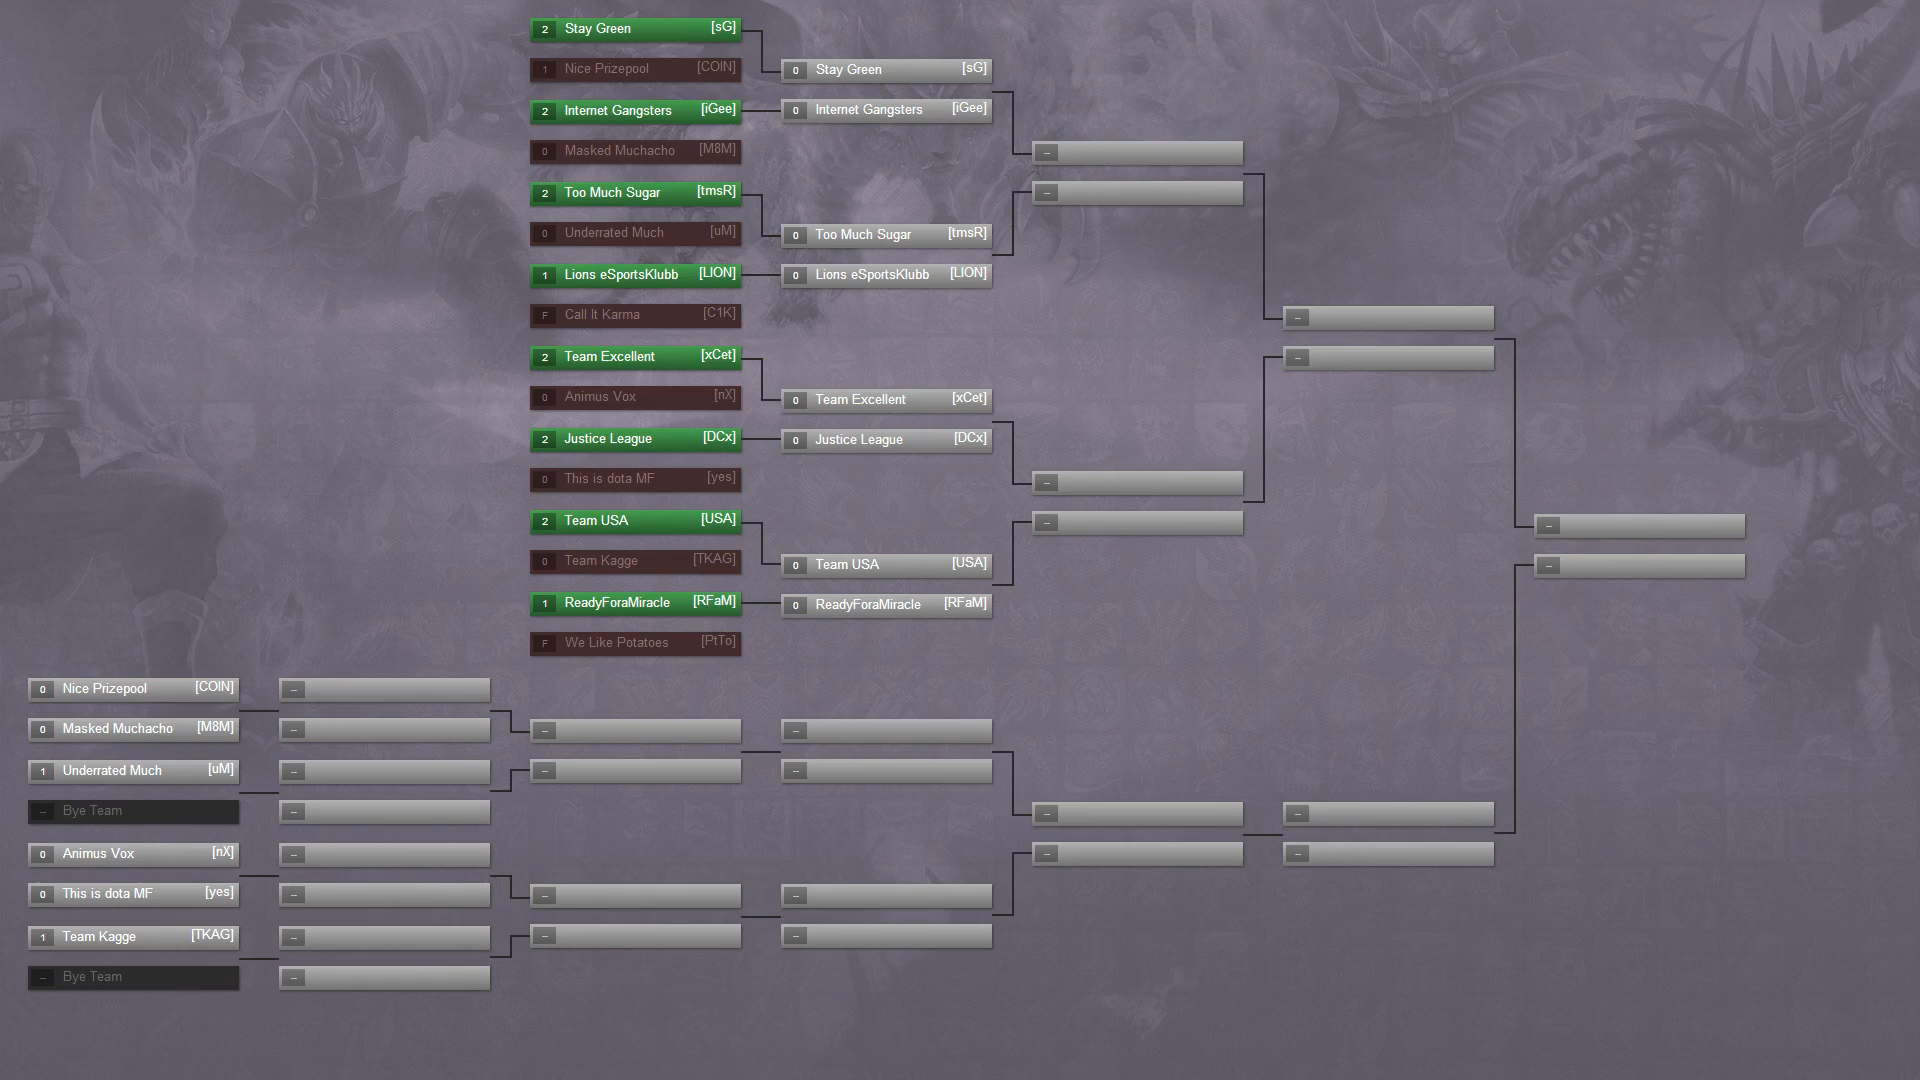 2 Stay Green [sG]
1 Nice Prizepool [COIN]
0 Stay Green [sG]
2 Internet Gangsters [iGee]
0 Internet Gangsters [iGee]
0 Masked Muchacho [M8M]
--
2 Too Much Sugar [tmsR]
--
0 Underrated Much [uM]
0 Too Much Sugar [tmsR]
1 Lions eSportsKlubb [LION]
0 Lions eSportsKlubb [LION]
F Call It Karma [C1K]
--
2 Team Excellent [xCet]
--
0 Animus Vox [nX]
0 Team Excellent [xCet]
2 Justice League [DCx]
0 Justice League [DCx]
0 This is dota MF [yes]
--
2 Team USA [USA]
--
--
0 Team Kagge [TKAG]
0 Team USA [USA]
--
1 ReadyForaMiracle [RFaM]
0 ReadyForaMiracle [RFaM]
F We Like Potatoes [PtTo]
0 Nice Prizepool [COIN]
--
0 Masked Muchacho [M8M]
--
--
--
1 Underrated Much [uM]
--
--
--
-- Bye Team
--
--
--
0 Animus Vox [nX]
--
--
--
0 This is dota MF [yes]
--
--
--
1 Team Kagge [TKAG]
--
--
--
-- Bye Team
--